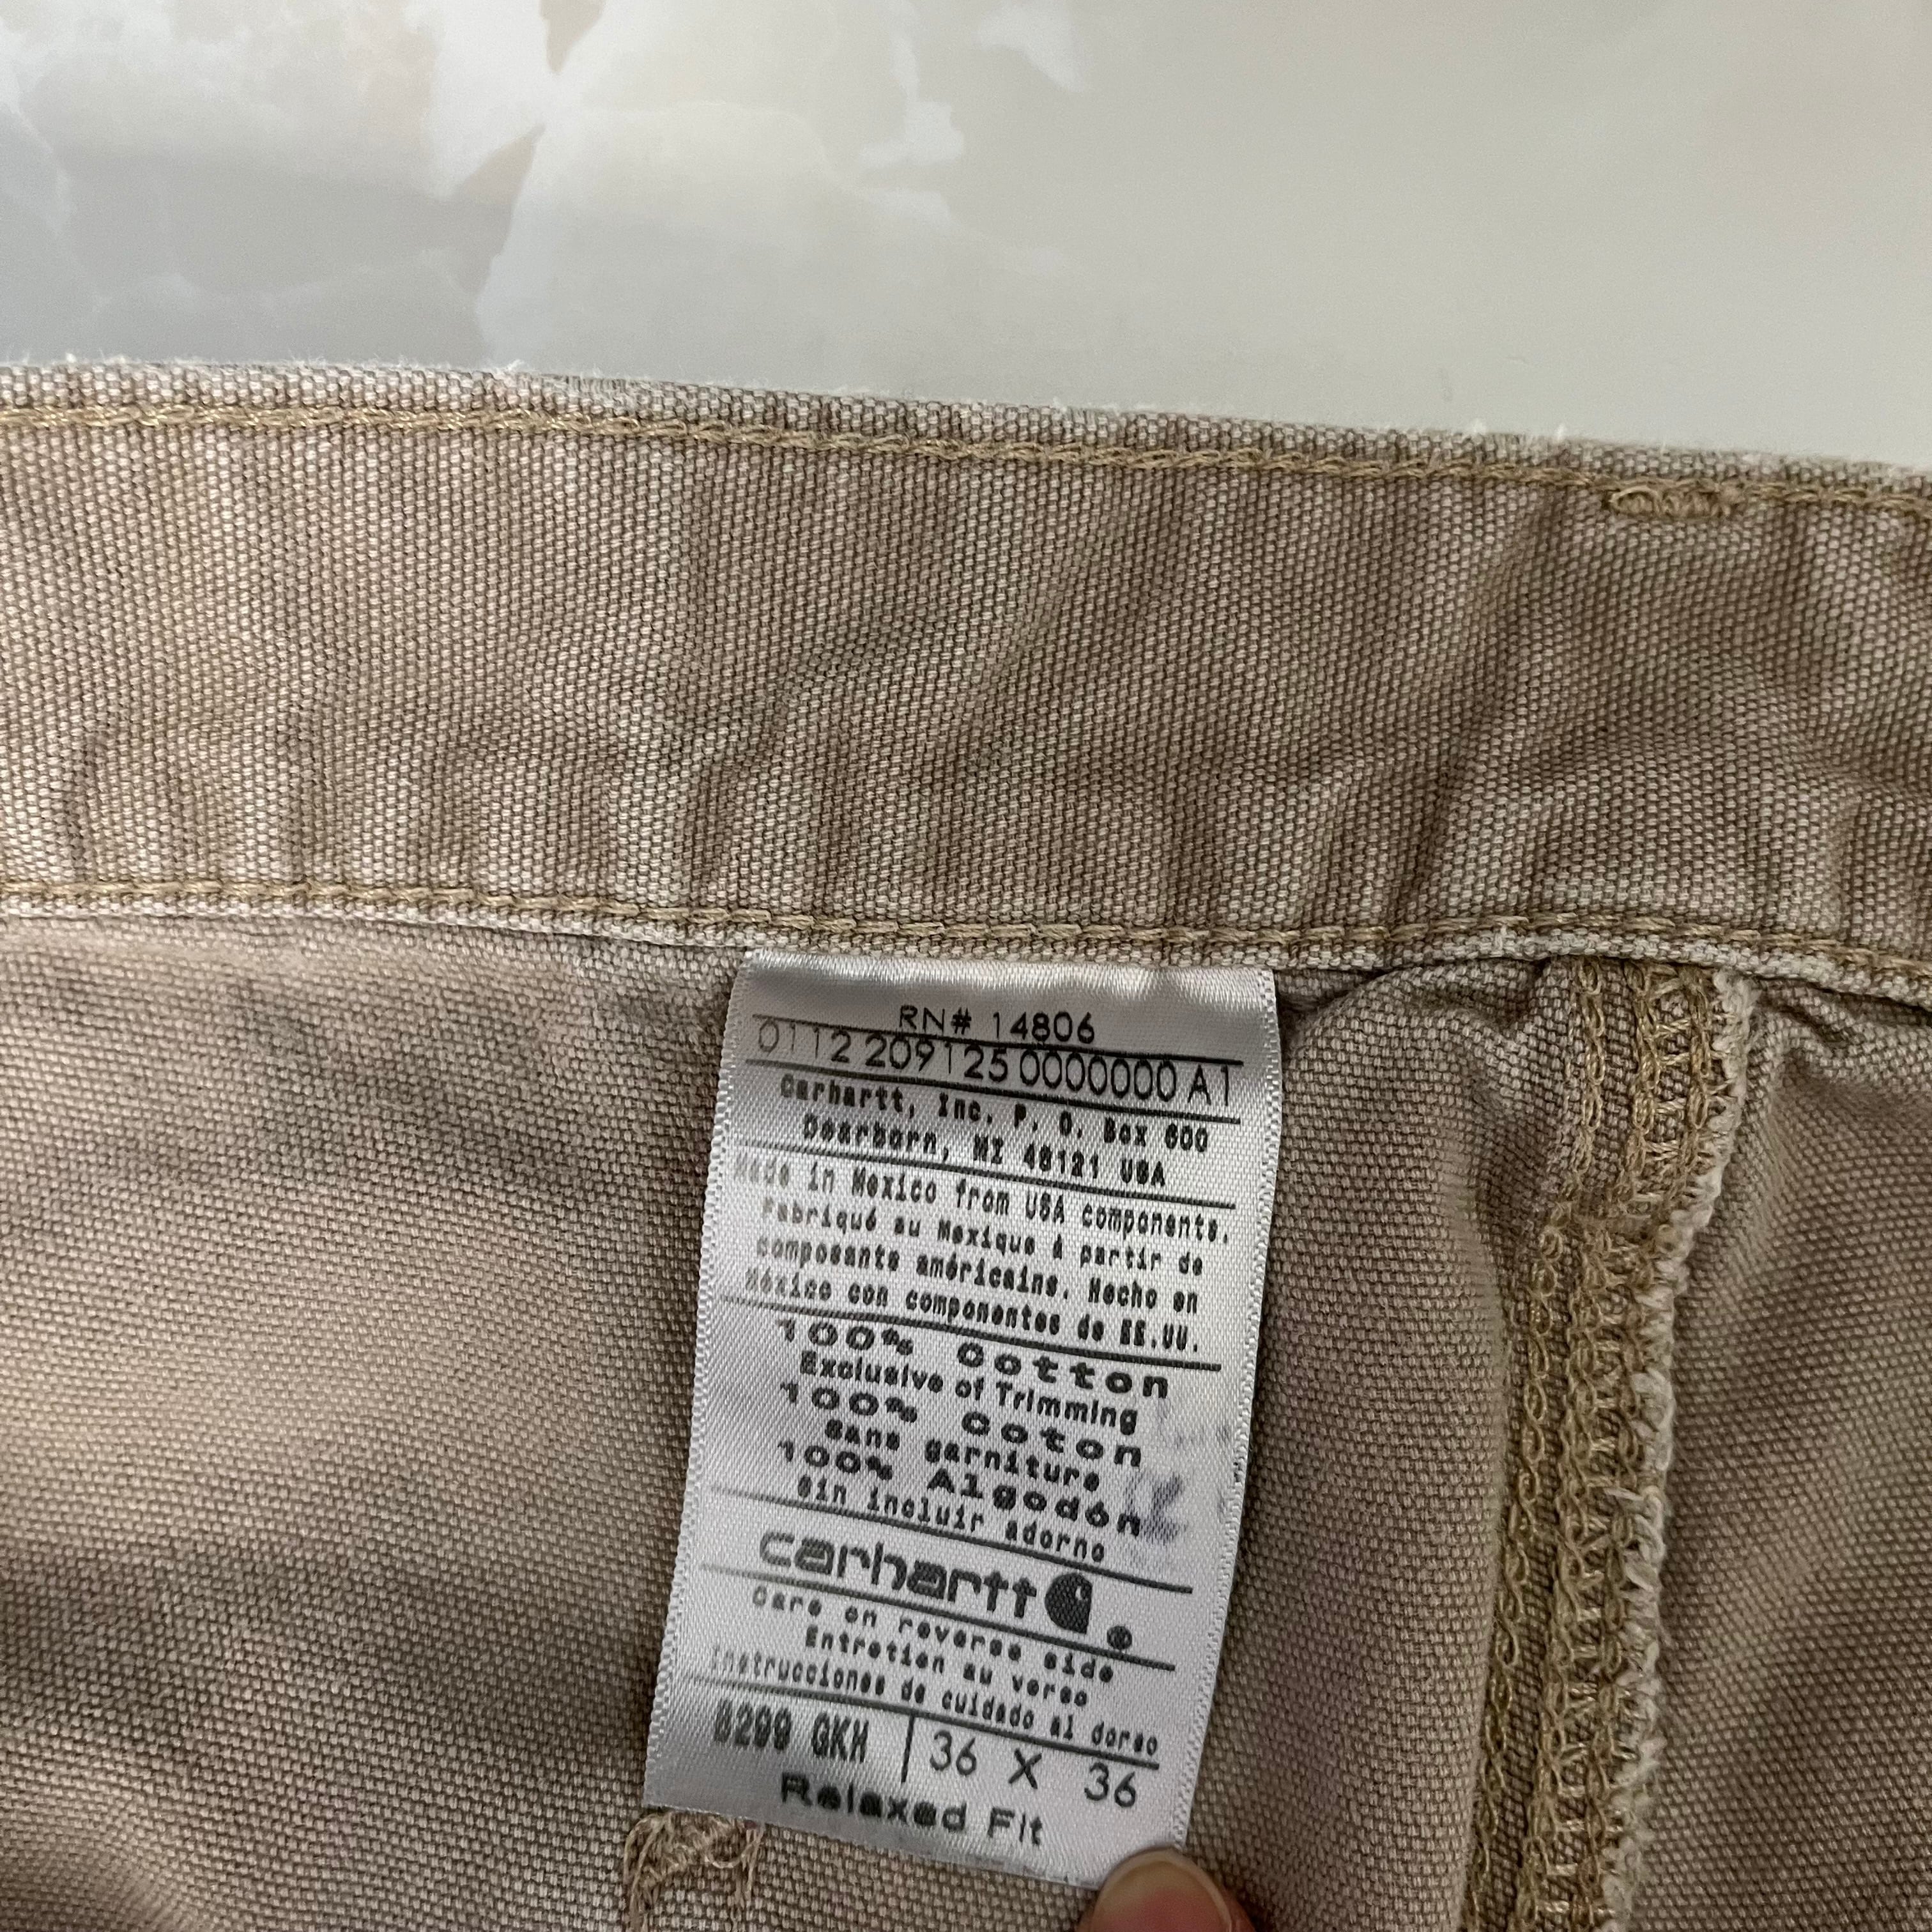 RN# 14806
0112 209125 0000000 A1
Carhartt, Inc. P. O. Box 600
Dearborn, MI 48121 USA
Made in Mexico from USA components.
Fabriqué au Mexique à partir de
composants américains. Hecho en
México con componentes de EE.UU.
100% Cotton
Exclusive of Trimming
100% Coton
Sans garniture
100% Algodón
Sin incluir adorno
carhartt ®
Care on reverse side
Entretien au verso
Instrucciones de cuidado al dorso
GKH 36 X 36
Relaxed Fit